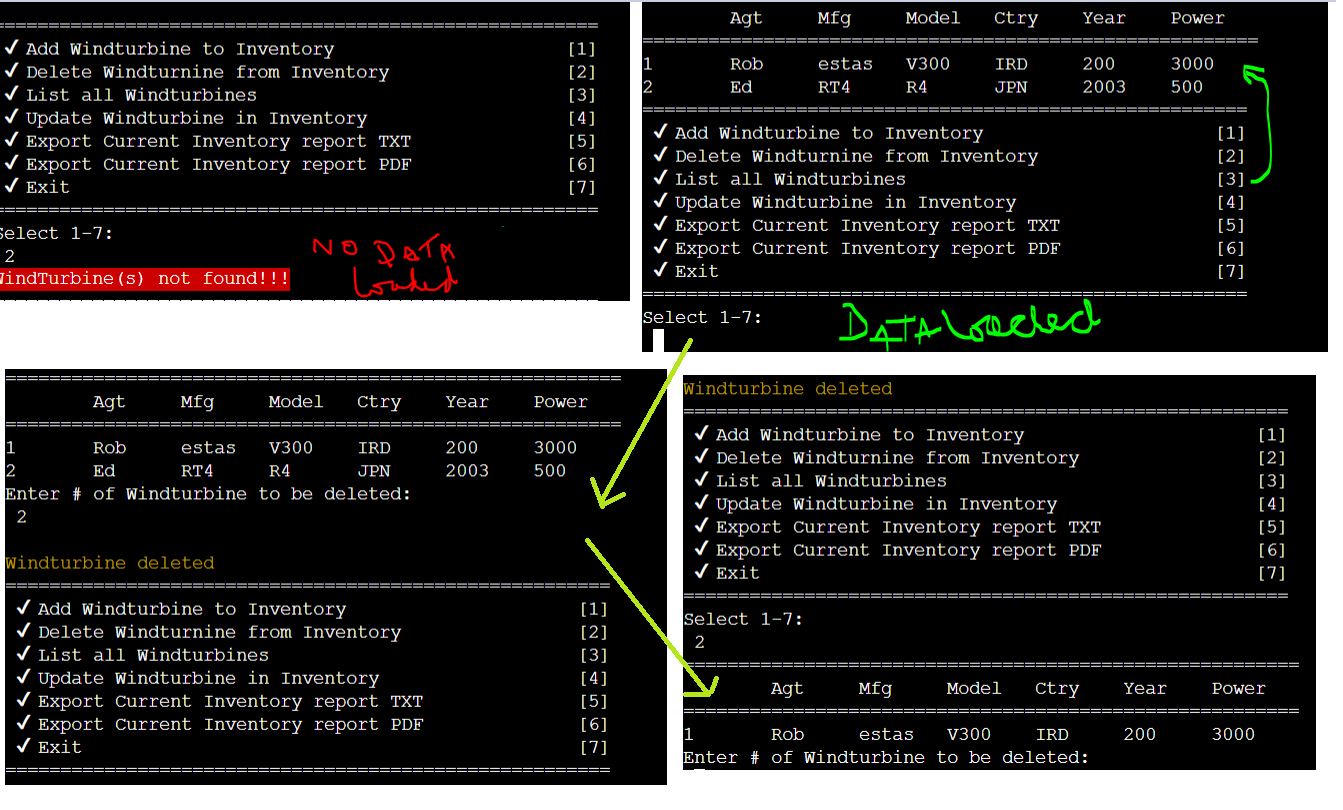 ================================================
✓ Add Windturbine to Inventory [1]
✓ Delete Windturnine from Inventory [2]
✓ List all Windturbines [3]
✓ Update Windturbine in Inventory [4]
✓ Export Current Inventory report TXT [5]
✓ Export Current Inventory report PDF [6]
✓ Exit [7]
================================================
Select 1-7:
2
WindTurbine(s) not found!!!
NO DATA
Loaded
Agt Mfg Model Ctry Year Power
================================================
1 Rob estas V300 IRD 200 3000
2 Ed RT4 R4 JPN 2003 500
================================================
✓ Add Windturbine to Inventory [1]
✓ Delete Windturnine from Inventory [2]
✓ List all Windturbines [3]
✓ Update Windturbine in Inventory [4]
✓ Export Current Inventory report TXT [5]
✓ Export Current Inventory report PDF [6]
✓ Exit [7]
================================================
Select 1-7:
DATA Loaded
================================================
Agt Mfg Model Ctry Year Power
================================================
1 Rob estas V300 IRD 200 3000
2 Ed RT4 R4 JPN 2003 500
Enter # of Windturbine to be deleted:
2
Windturbine deleted
================================================
✓ Add Windturbine to Inventory [1]
✓ Delete Windturnine from Inventory [2]
✓ List all Windturbines [3]
✓ Update Windturbine in Inventory [4]
✓ Export Current Inventory report TXT [5]
✓ Export Current Inventory report PDF [6]
✓ Exit [7]
================================================
Windturbine deleted
================================================
✓ Add Windturbine to Inventory [1]
✓ Delete Windturnine from Inventory [2]
✓ List all Windturbines [3]
✓ Update Windturbine in Inventory [4]
✓ Export Current Inventory report TXT [5]
✓ Export Current Inventory report PDF [6]
✓ Exit [7]
================================================
Select 1-7:
2
================================================
Agt Mfg Model Ctry Year Power
================================================
1 Rob estas V300 IRD 200 3000
Enter # of Windturbine to be deleted: